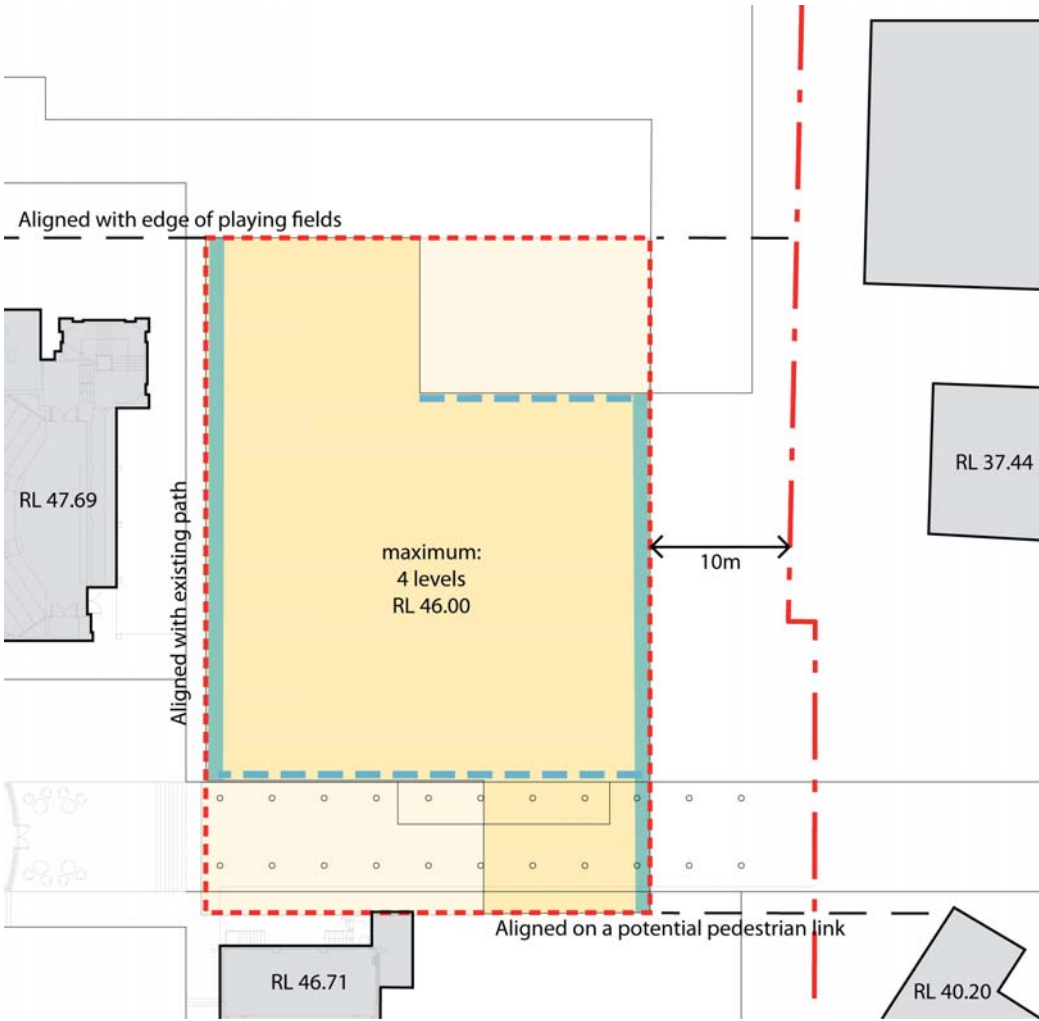 Aligned with edge of playing fields
RL 47.69
Aligned with existing path
maximum:
4 levels
RL 46.00
10m
RL 37.44
Aligned on a potential pedestrian link
RL 46.71
RL 40.20